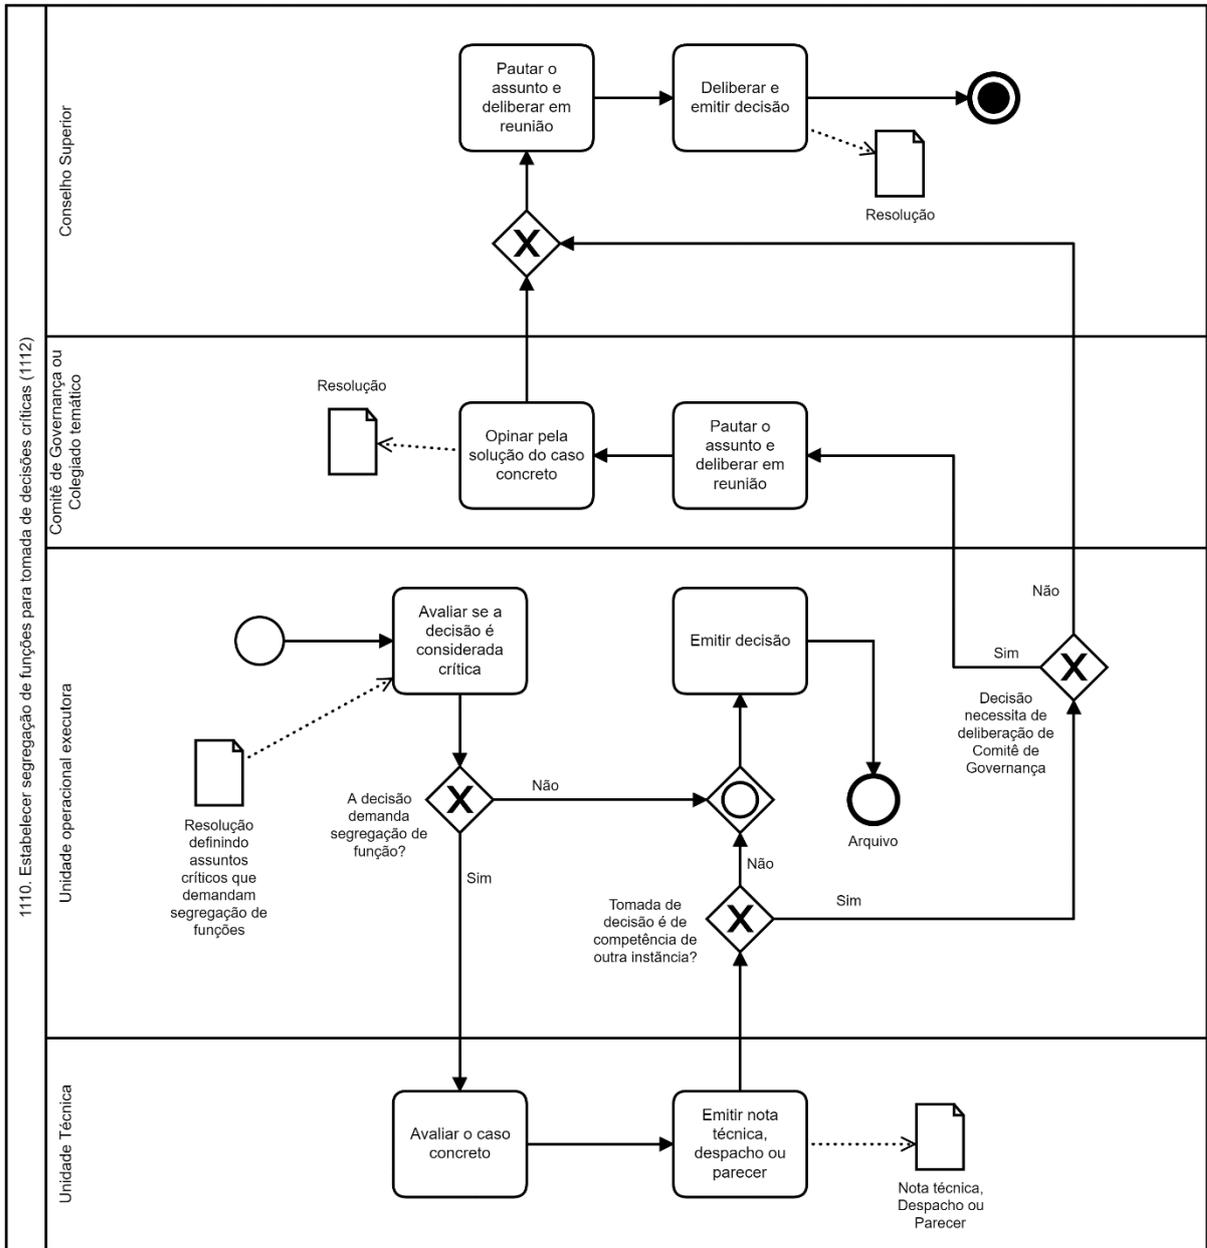 1110. Estabelecer segregação de funções para tomada de decisões críticas (1112)
Conselho Superior
Pautar o
assunto e
deliberar em
reunião
Deliberar e
emitir decisão
Resolução
Comitê de Governança ou
Colegiado temático
Resolução
Opinar pela
solução do caso
concreto
Pautar o
assunto e
deliberar em
reunião
Unidade operacional executora
Avaliar se a
decisão é
considerada
crítica
Emitir decisão
Não
Sim
Decisão
necessita de
deliberação de
Comitê de
Governança
Resolução
definindo
assuntos
críticos que
demandam
segregação de
funções
A decisão
demanda
segregação de
função?
Não
Sim
Arquivo
Não
Tomada de
decisão é de
competência de
outra instãncia?
Sim
Unidade Técnica
Avaliar o caso
concreto
Emitir nota
técnica,
despacho ou
parecer
Nota técnica,
Despacho ou
Parecer